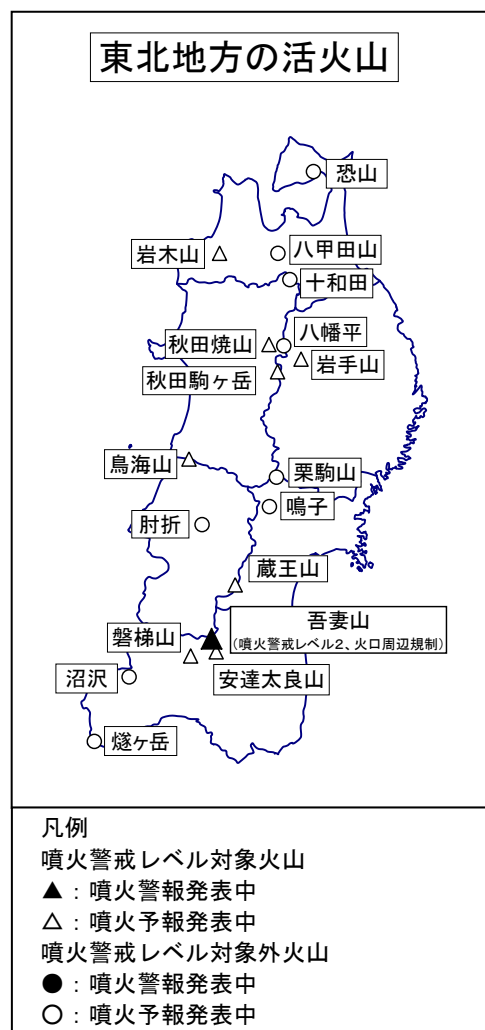 東北地方の活火山
恐山
岩木山
八甲田山
十和田
秋田焼山
八幡平
岩手山
秋田駒ヶ岳
鳥海山
栗駒山
鳴子
肘折
蔵王山
吾妻山
(噴火警戒レベル2、火口周辺規制)
磐梯山
沼沢
安達太良山
燧ヶ岳
凡例
噴火警戒レベル対象火山
▲：噴火警報発表中
△：噴火予報発表中
噴火警戒レベル対象外火山
●：噴火警報発表中
○：噴火予報発表中